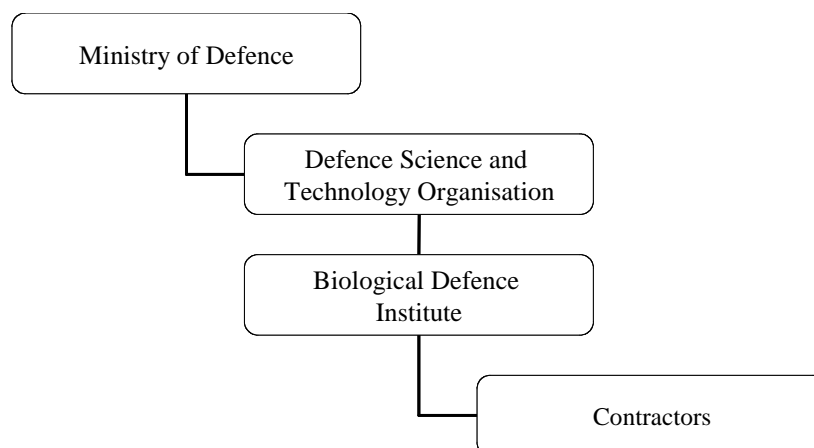 Ministry of Defence
Defence Science and
Technology Organisation
Biological Defence
Institute
Contractors